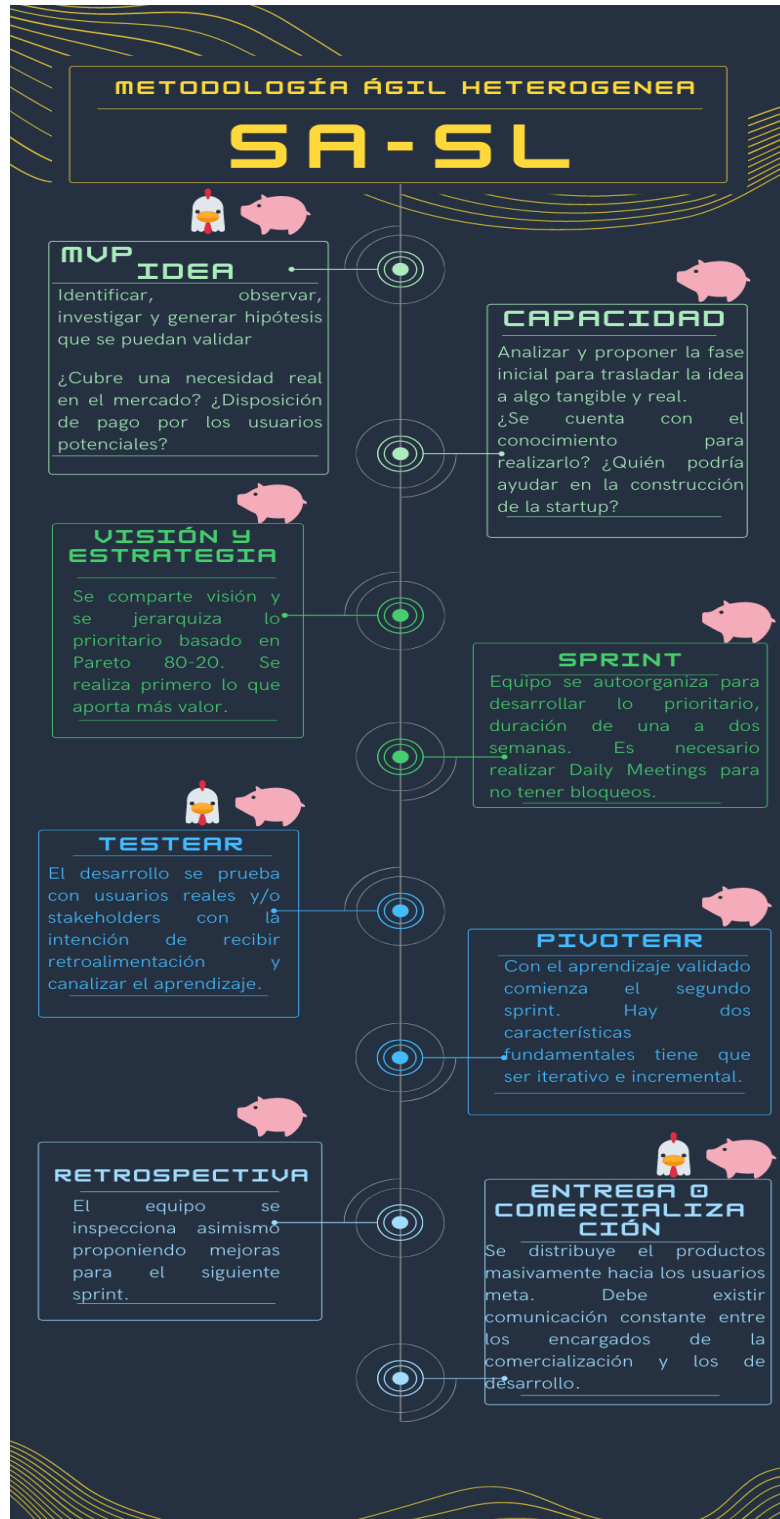 METODOLOGÍA ÁGIL HETEROGENEA
SA-SL
MVP
IDEA
Identificar, observar,
investigar y generar hipótesis
que se puedan validar
¿Cubre una necesidad real
en el mercado? ¿Disposición
de pago por los usuarios
potenciales?
CAPACIDAD
Analizar y proponer la fase
inicial para trasladar la idea
a algo tangible y real.
¿Se cuenta con el
conocimiento para
realizarlo? ¿Quién podría
ayudar en la construcción
de la startup?
VISIÓN Y
ESTRATEGIA
Se comparte visión y
se jerarquiza lo
prioritario basado en
Pareto 80-20. Se
realiza primero lo que
aporta más valor.
SPRINT
Equipo se autoorganiza para
desarrollar lo prioritario,
duración de una a dos
semanas. Es necesario
realizar Daily Meetings para
no tener bloqueos.
TESTEAR
El desarrollo se prueba
con usuarios reales y/o
stakeholders con la
intención de recibir
retroalimentación y
canalizar el aprendizaje.
PIVOTEAR
Con el aprendizaje validado
comienza el segundo
sprint. Hay dos
características
fundamentales tiene que
ser iterativo e incremental.
RETROSPECTIVA
El equipo se
inspecciona asimismo
proponiendo mejoras
para el siguiente
sprint.
ENTREGA O
COMERCIALIZA
CIÓN
Se distribuye el productos
masivamente hacia los usuarios
meta. Debe existir
comunicación constante entre
los encargados de la
comercialización y los de
desarrollo.